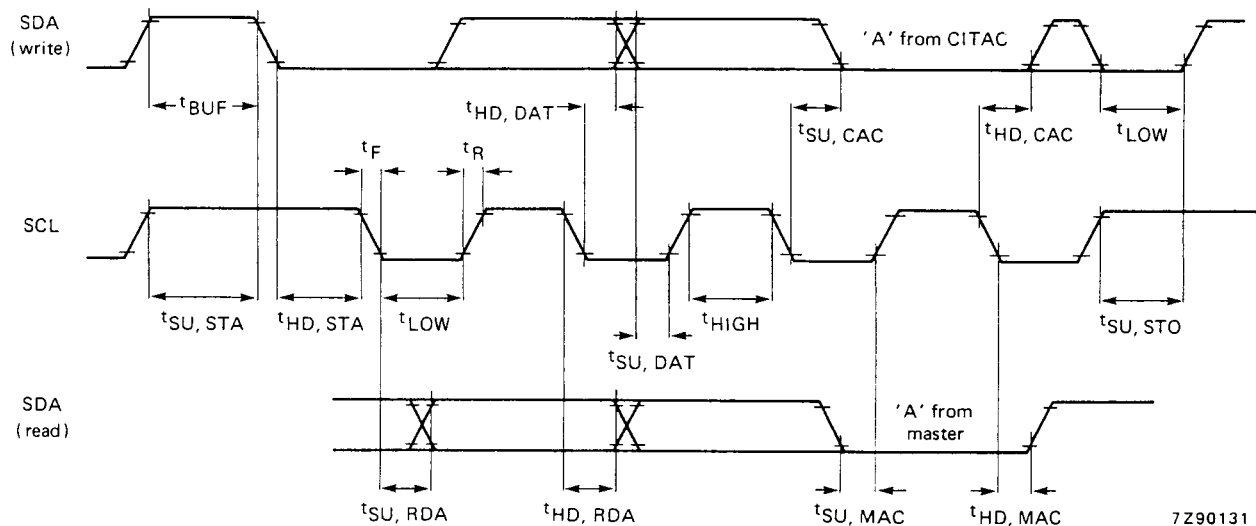 SDA
(write)
'A' from CITAC
tBUF
tHD, DAT
tSU, CAC
tHD, CAC
tLOW
tF
tR
SCL
tSU, STA
tHD, STA
tLOW
tHIGH
tSU, STO
tSU, DAT
SDA
(read)
'A' from
master
tSU, RDA
tHD, RDA
tSU, MAC
tHD, MAC
7Z90131